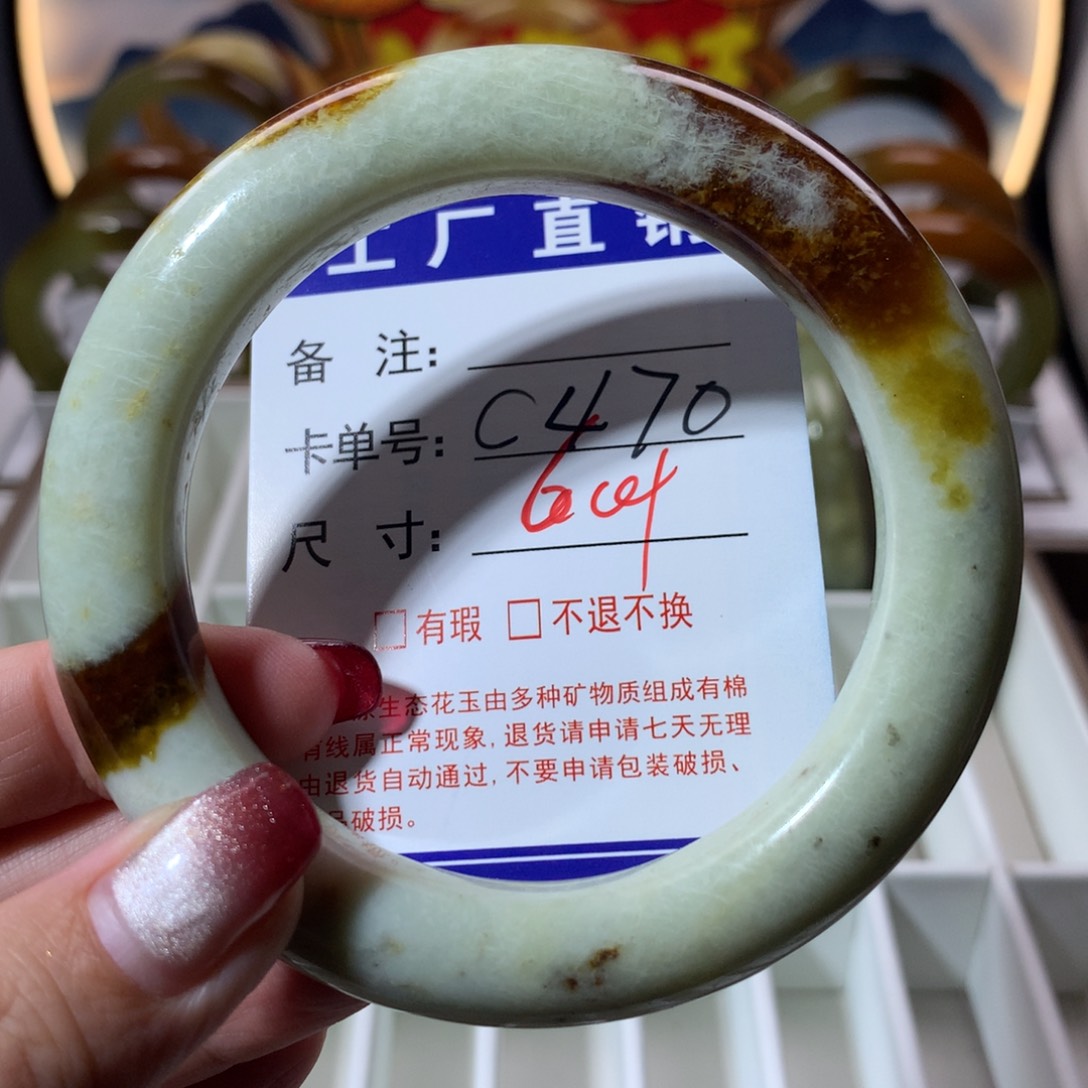 工厂直销
备 注:
卡单号: C470
尺 寸:
有瑕 不退不换
生态花玉由多种矿物质组成有棉
有线属正常现象, 退货请申请七天无理
由退货自动通过, 不要申请包装破损、
品破损。